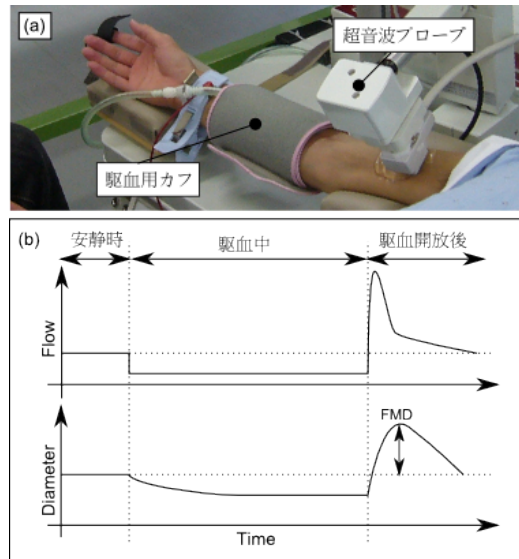 (a)
超音波プローブ
駆血用カフ
(b)
安静時
駆血中
駆血開放後
Flow
FMD
Diameter
Time